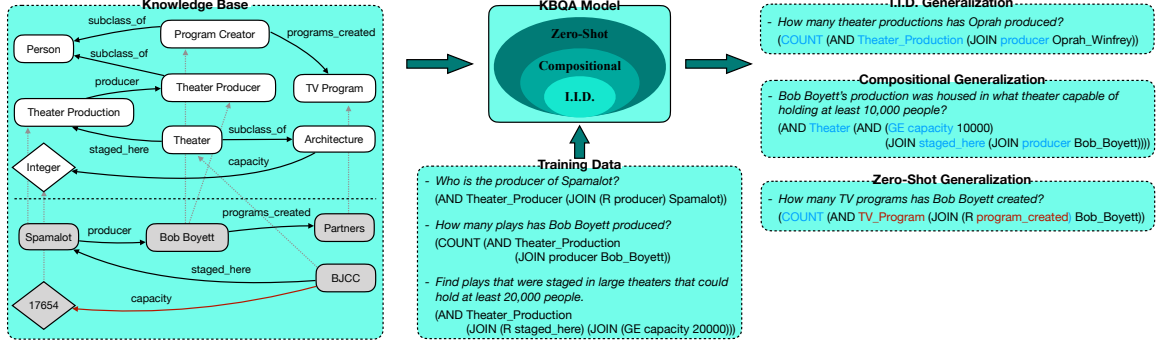 Knowledge Base
subclass_of
Program Creator
programs_created
Person
subclass_of
producer
Theater Producer
TV Program
Theater Production
Theater
subclass_of
Architecture
staged_here
capacity
Integer
programs_created
Spamalot
producer
Bob Boyett
Partners
staged_here
BJCC
capacity
17654
KBQA Model
Zero-Shot
Compositional
I.I.D.
Training Data
- Who is the producer of Spamalot?
(AND Theater_Producer (JOIN (R producer) Spamalot))
- How many plays has Bob Boyett produced?
(COUNT (AND Theater_Production
(JOIN producer Bob_Boyett))
- Find plays that were staged in large theaters that could
hold at least 20,000 people.
(AND Theater_Production
(JOIN (R staged_here) (JOIN (GE capacity 20000)))
I.I.D. Generalization
- How many theater productions has Oprah produced?
(COUNT (AND Theater_Production (JOIN producer Oprah_Winfrey))
Compositional Generalization
- Bob Boyett's production was housed in what theater capable of
holding at least 10,000 people?
(AND Theater (AND (GE capacity 10000)
(JOIN staged_here (JOIN producer Bob_Boyett))))
Zero-Shot Generalization
- How many TV programs has Bob Boyett created?
(COUNT (AND TV_Program (JOIN (R program_created) Bob_Boyett))